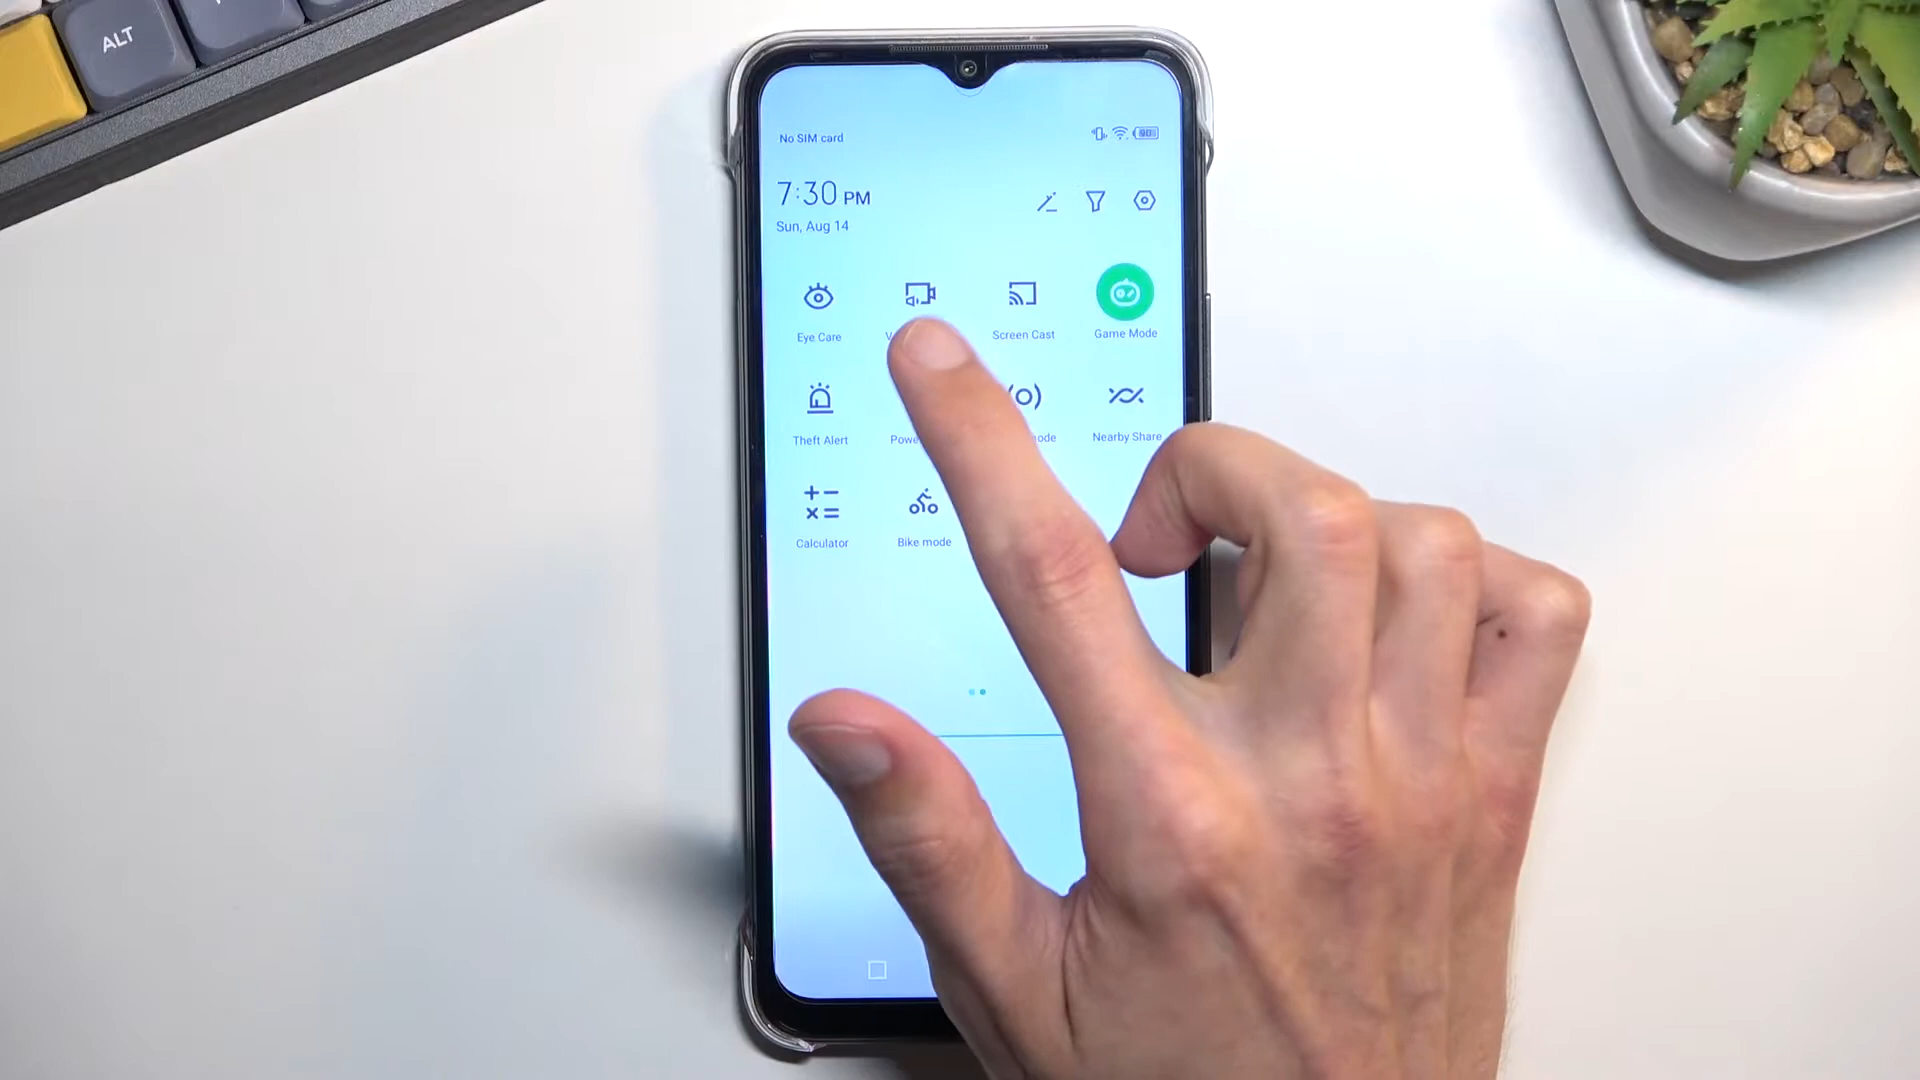 ALT
No SIM card
90
7:30 PM
Sun, Aug 14
Eye Care
Screen Cast
Game Mode
Theft Alert
Nearby Share
Calculator
Bike mode